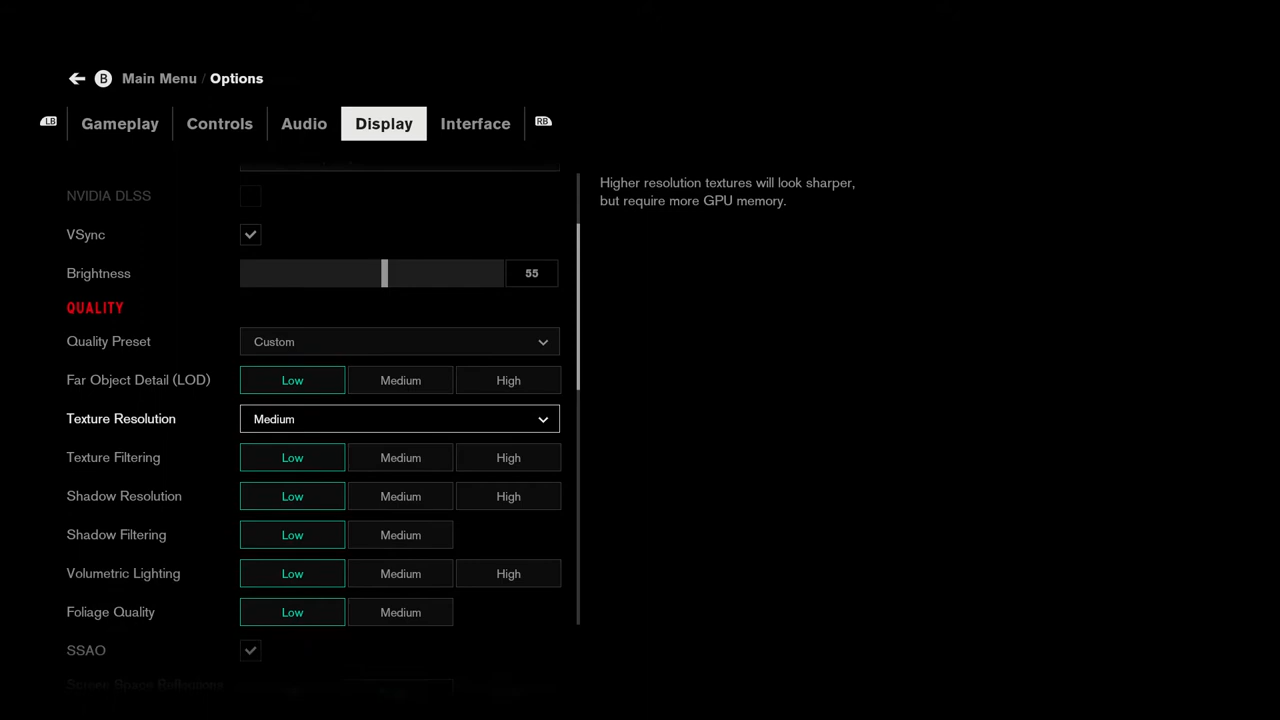 B Main Menu / Options
LB Gameplay Controls Audio Display Interface RB
NVIDIA DLSS
VSync
Brightness 55
QUALITY
Quality Preset Custom
Far Object Detail (LOD) Low Medium High
Texture Resolution Medium
Texture Filtering Low Medium High
Shadow Resolution Low Medium High
Shadow Filtering Low Medium
Volumetric Lighting Low Medium High
Foliage Quality Low Medium
SSAO
Screen Space Reflections
Higher resolution textures will look sharper,
but require more GPU memory.